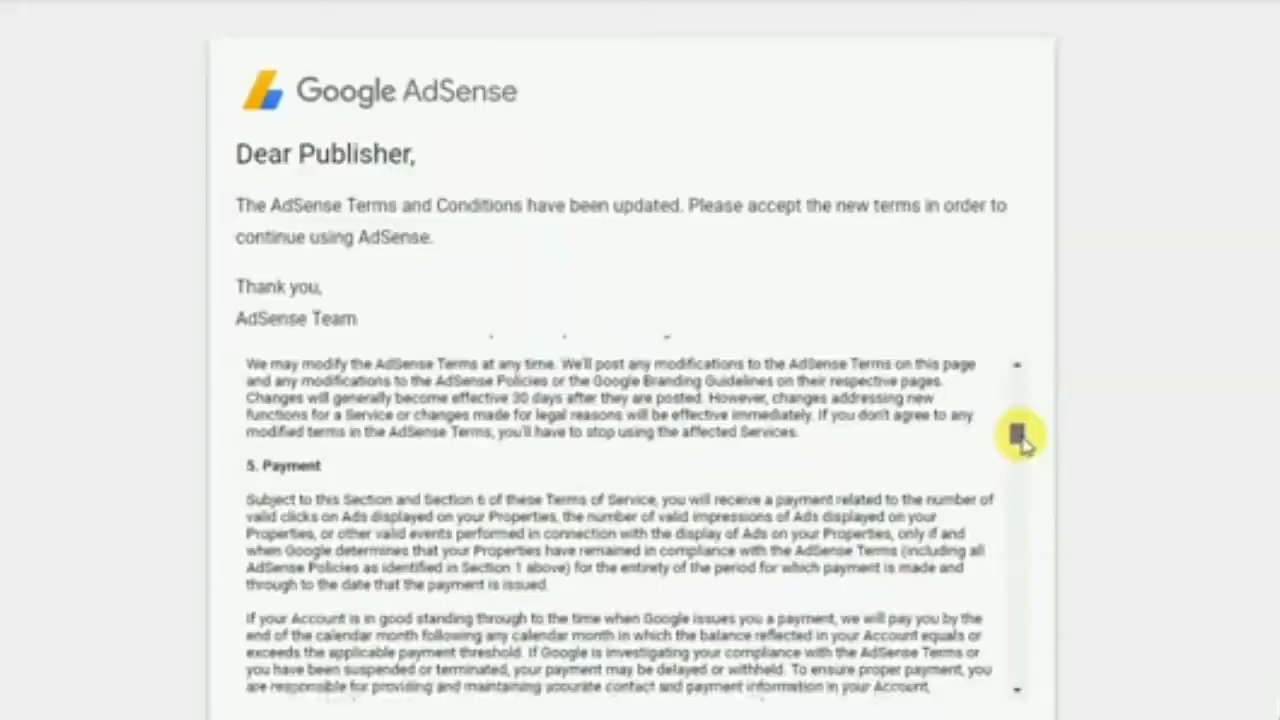 Google AdSense
Dear Publisher,
The AdSense Terms and Conditions have been updated. Please accept the new terms in order to
continue using AdSense.
Thank you,
AdSense Team
We may modify the AdSense Terms at any time. We'll post any modifications to the AdSense Terms on this page
and any modifications to the AdSense Policies or the Google Branding Guidelines on their respective pages.
Changes will generally become effective 30 days after they are posted. However, changes addressing new
functions for a Service or changes made for legal reasons will be effective immediately. If you don't agree to any
modified terms in the AdSense Terms, you'll have to stop using the affected Services.
5. Payment
Subject to this Section and Section 6 of these Terms of Service, you will receive a payment related to the number of
valid clicks on Ads displayed on your Properties, the number of valid impressions of Ads displayed on your
Properties, or other valid events performed in connection with the display of Ads on your Properties, only if and
when Google determines that your Properties have remained in compliance with the AdSense Terms (including all
AdSense Policies as identified in Section 1 above) for the entirety of the period for which payment is made and
through to the date that the payment is issued.
If your Account is in good standing through to the time when Google issues you a payment, we will pay you by the
end of the calendar month following any calendar month in which the balance reflected in your Account equals or
exceeds the applicable payment threshold. If Google is investigating your compliance with the AdSense Terms or
you have been suspended or terminated, your payment may be delayed or withheld. To ensure proper payment, you
are responsible for providing and maintaining accurate contact and payment information in your Account.